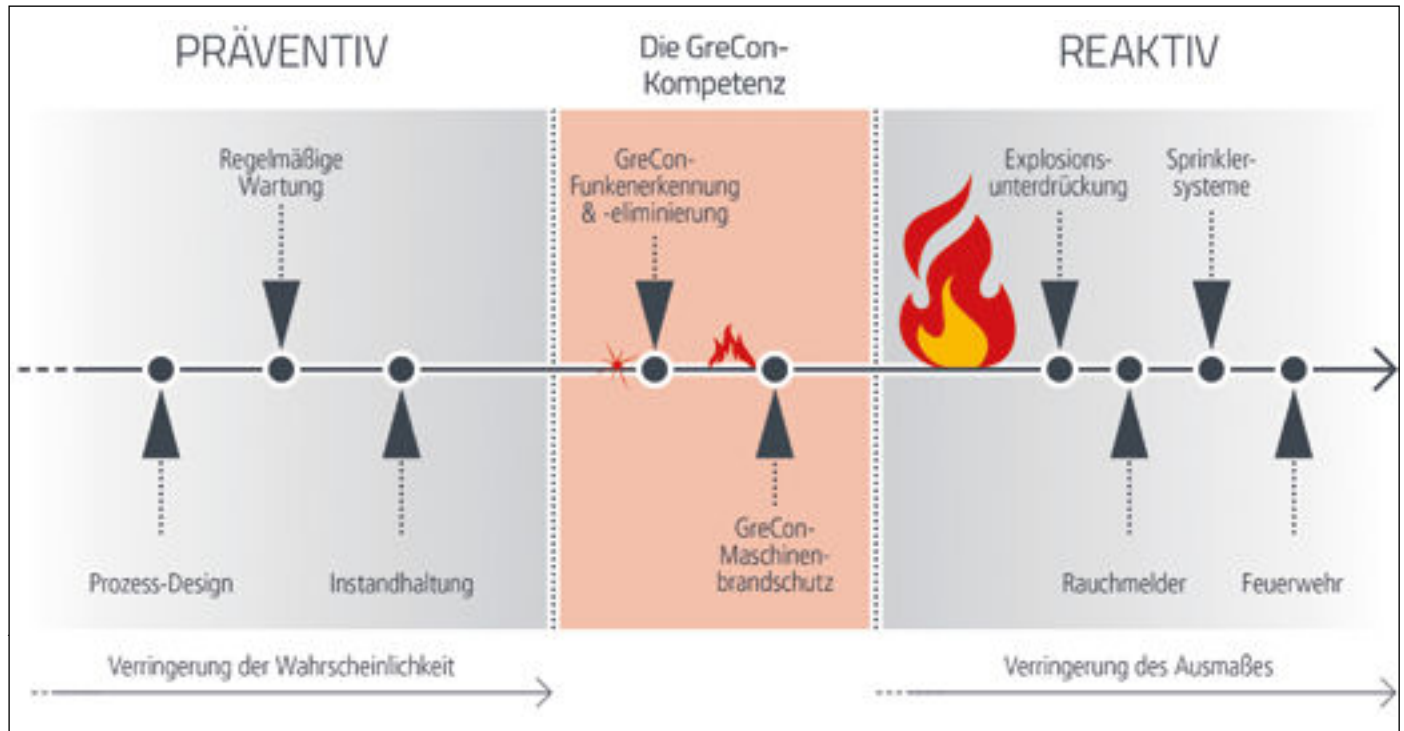 PRÄVENTIV
Die GreCon-
Kompetenz
REAKTIV
Regelmäßige
Wartung
GreCon-
Funkenerkennung
& -eliminierung
Explosions-
unterdrückung
Sprinkler-
systeme
Prozess-Design
Instandhaltung
GreCon-
Maschinen-
brandschutz
Rauchmelder
Feuerwehr
Verringerung der Wahrscheinlichkeit
Verringerung des Ausmaßes